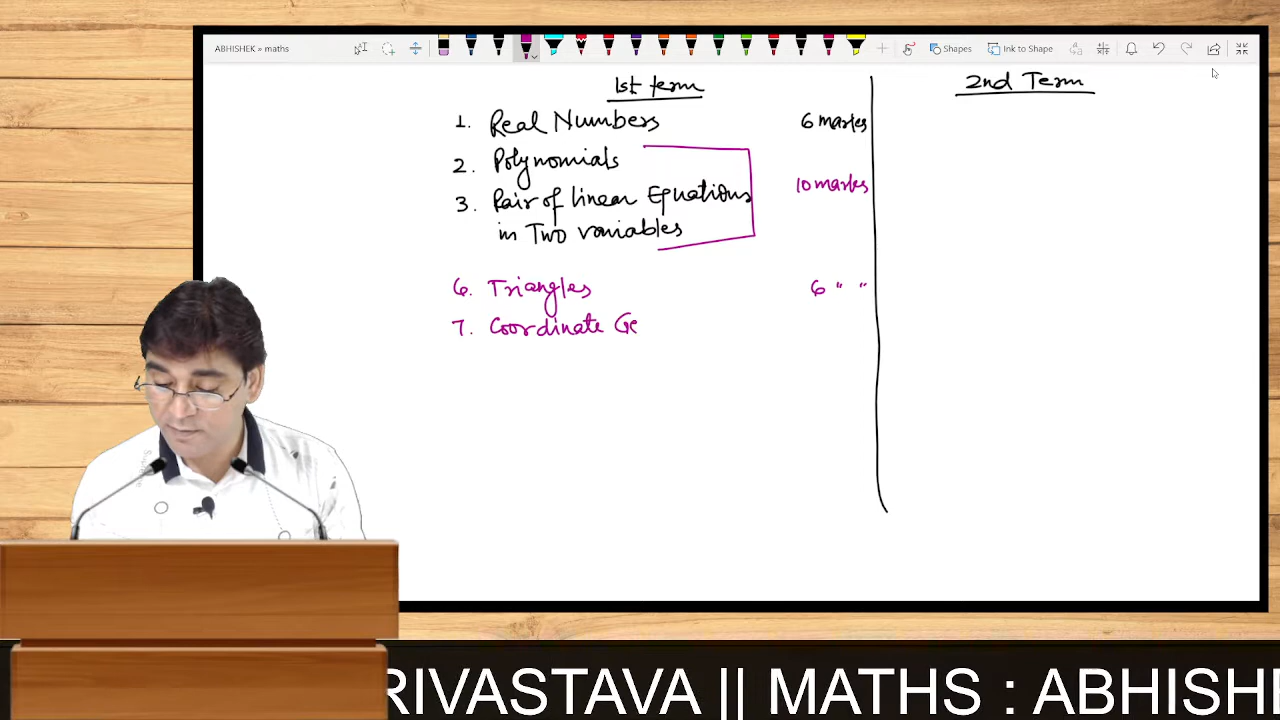 ABHISHEK » maths
Shapes
Ink to Shape
1st term
2nd Term
1. Real Numbers 6 marks
2. Polynomials
3. Pair of linear Equations 10 marks
in Two variables
6. Triangles 6 " "
7. Coordinate Ge
RIVASTAVA || MATHS : ABHISHE